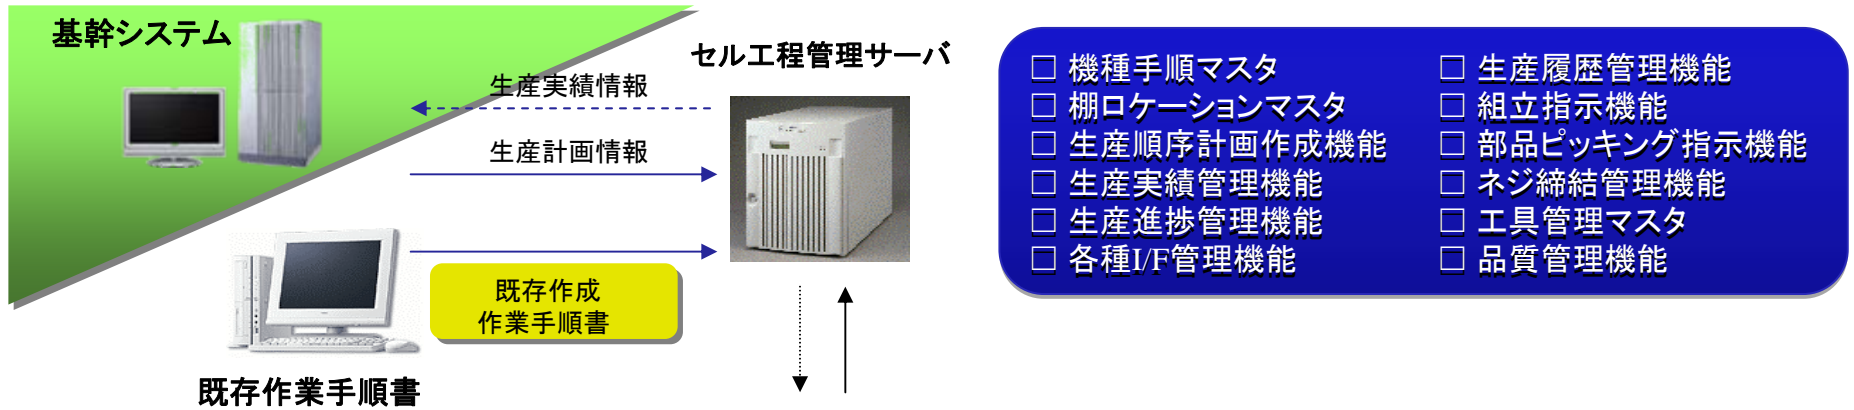 基幹システム
セル工程管理サーバ
生産実績情報
生産計画情報
既存作成
作業手順書
既存作業手順書
□ 機種手順マスタ
□ 棚ロケーションマスタ
□ 生産順序計画作成機能
□ 生産実績管理機能
□ 生産進捗管理機能
□ 各種I/F管理機能
□ 生産履歴管理機能
□ 組立指示機能
□ 部品ピッキング指示機能
□ ネジ締結管理機能
□ 工具管理マスタ
□ 品質管理機能